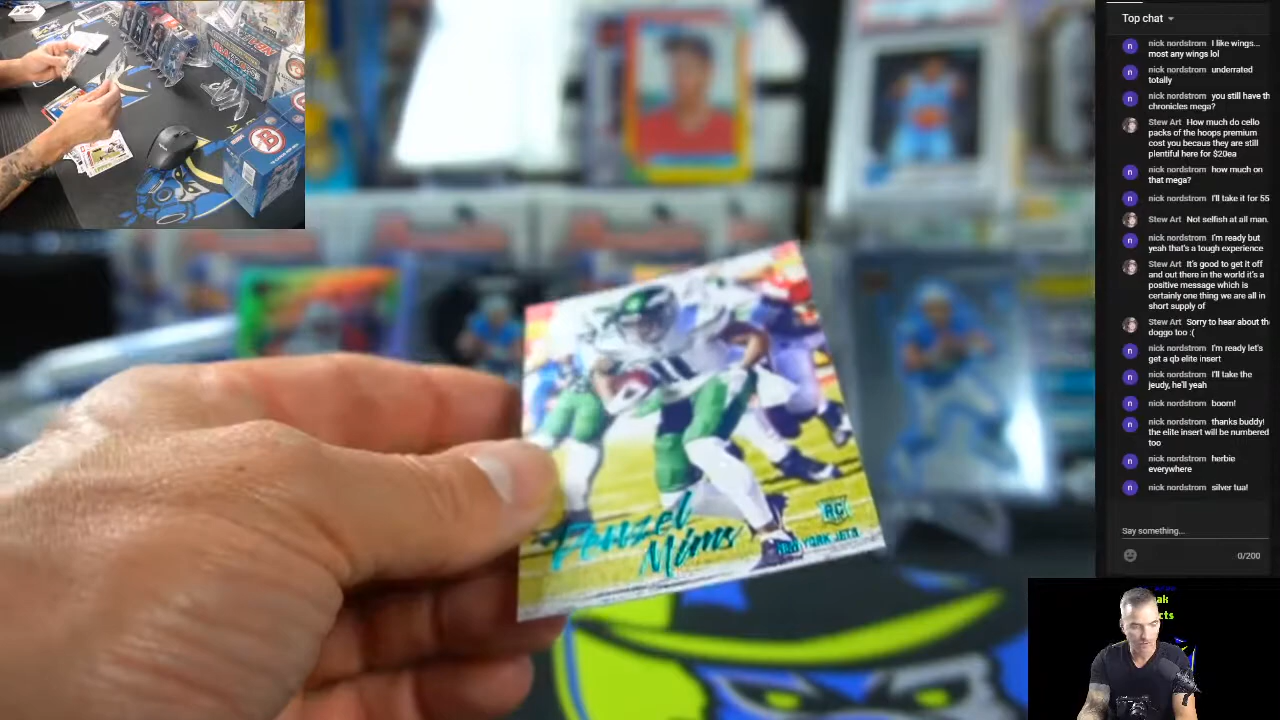 Top chat
nick nordstrom I like wings...
most any wings lol
nick nordstrom underrated
totally
nick nordstrom you still have th
chronicles mega?
Stew Art How much do cello
packs of the hoops premium
cost you becaus they are still
plentiful here for $20ea
nick nordstrom how much on
that mega?
nick nordstrom I'll take it for 55
Stew Art Not selfish at all man.
nick nordstrom I'm ready but
yeah that's a tough experience
Stew Art It's good to get it off
and out there in the world it's a
positive message which is
certainly one thing we are all in
short supply of
Stew Art Sorry to hear about th
doggo too :(
nick nordstrom I'm ready let's
get a qb elite insert
nick nordstrom I'll take the
jeudy, he'll yeah
nick nordstrom boom!
nick nordstrom thanks buddy!
the elite insert will be numbered
too
nick nordstrom herbie
everywhere
nick nordstrom silver tua!
Say something...
0/200
Denzel
Mims
RC
NEW YORK JETS
B
ak
cts